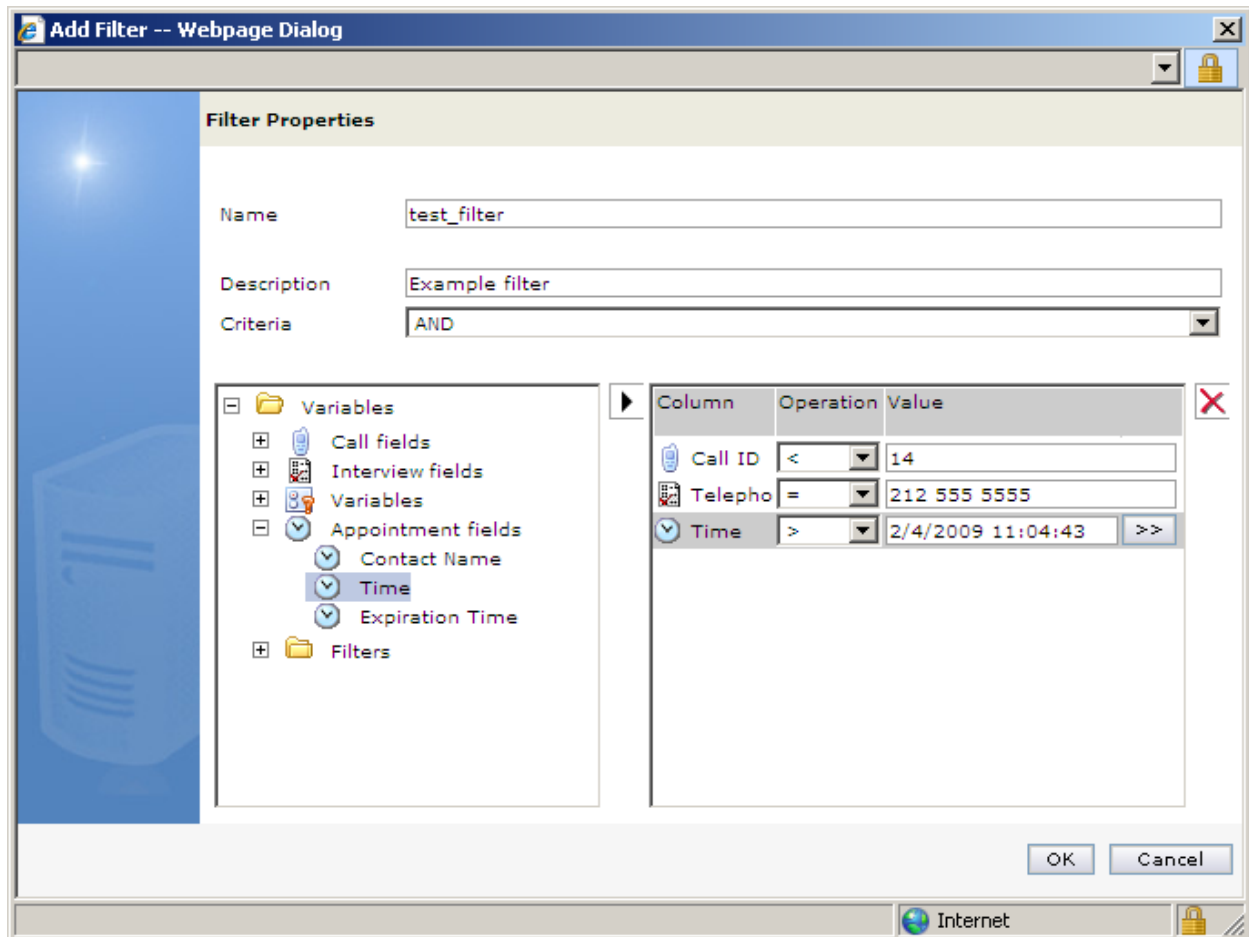 Add Filter -- Webpage Dialog
Filter Properties
Name
test_filter
Description
Example filter
Criteria
AND
Variables
Call fields
Interview fields
Variables
Appointment fields
Contact Name
Time
Expiration Time
Filters
Column Operation Value
Call ID < 14
Telepho = 212 555 5555
Time > 2/4/2009 11:04:43 >>
OK Cancel
Internet